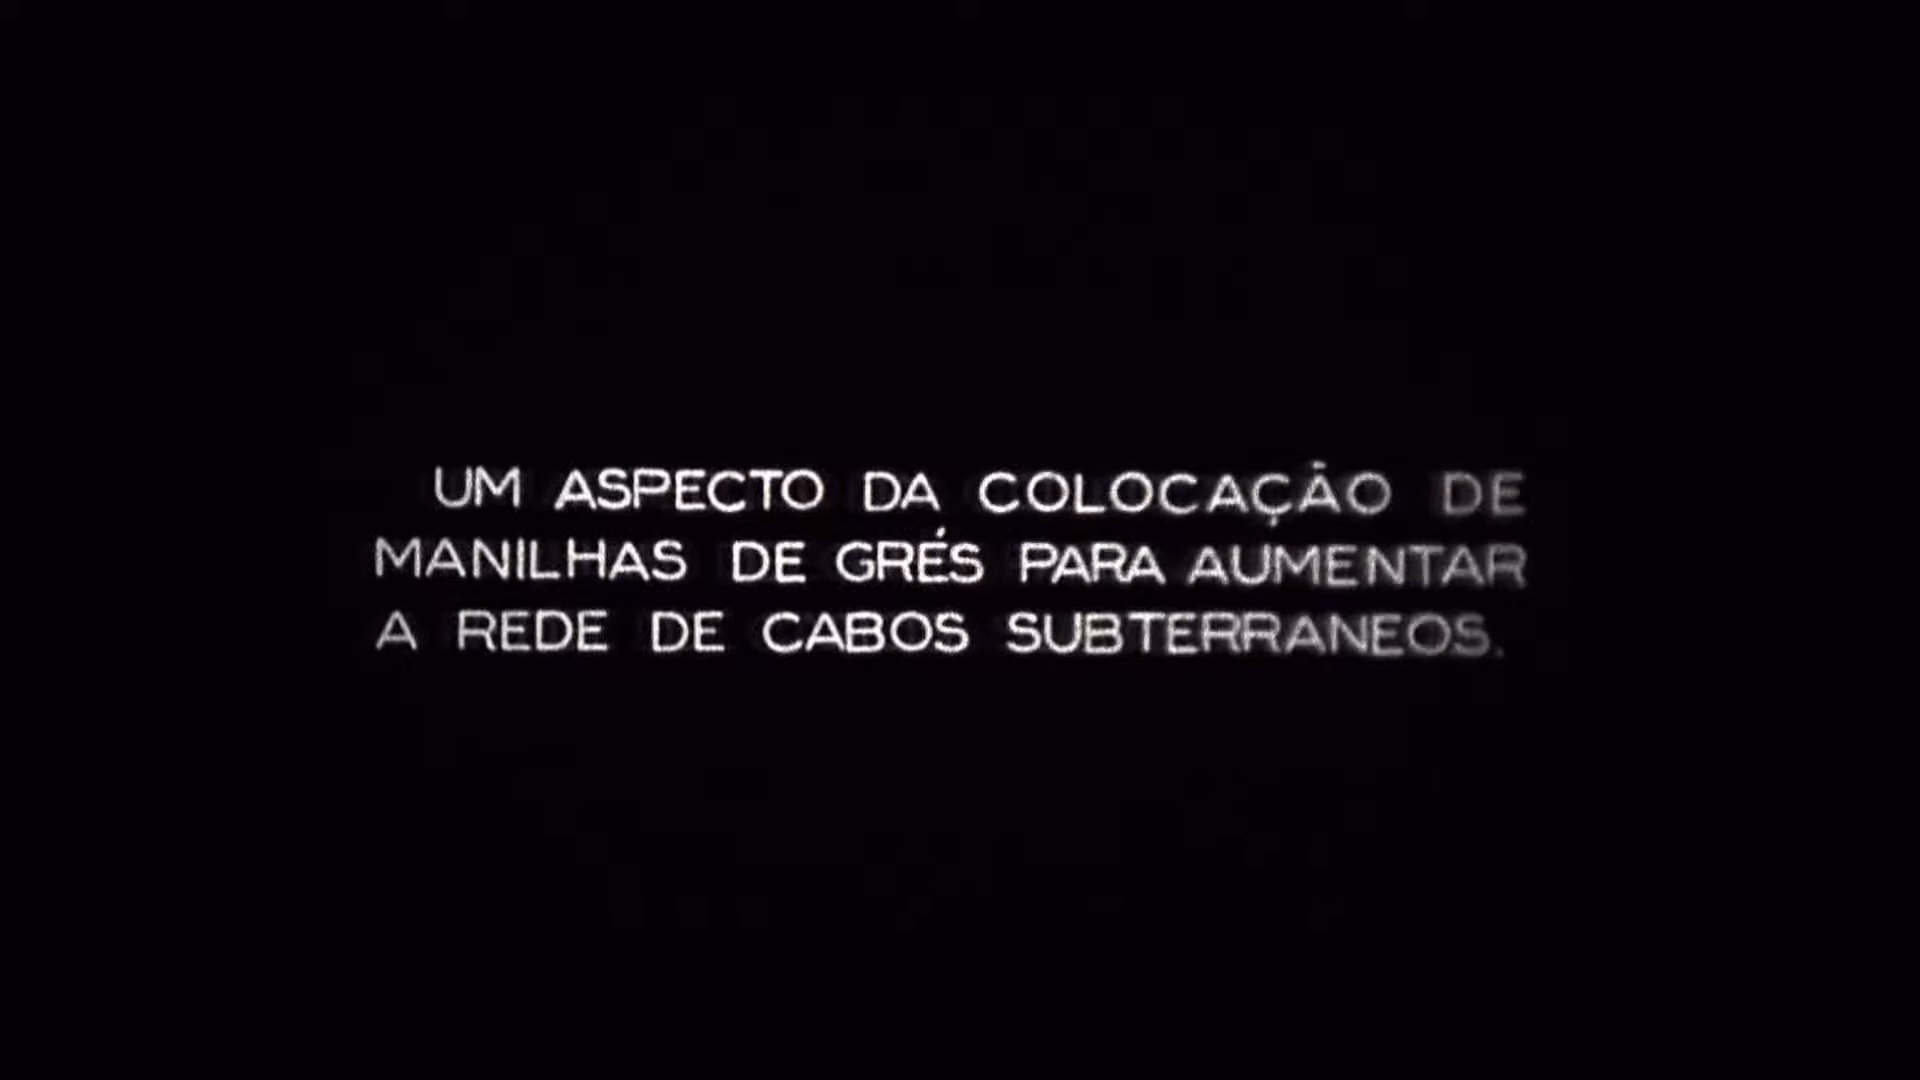 UM ASPECTO DA COLOCAÇÃO DE
MANILHAS DE GRÉS PARA AUMENTAR
A REDE DE CABOS SUBTERRANEOS.